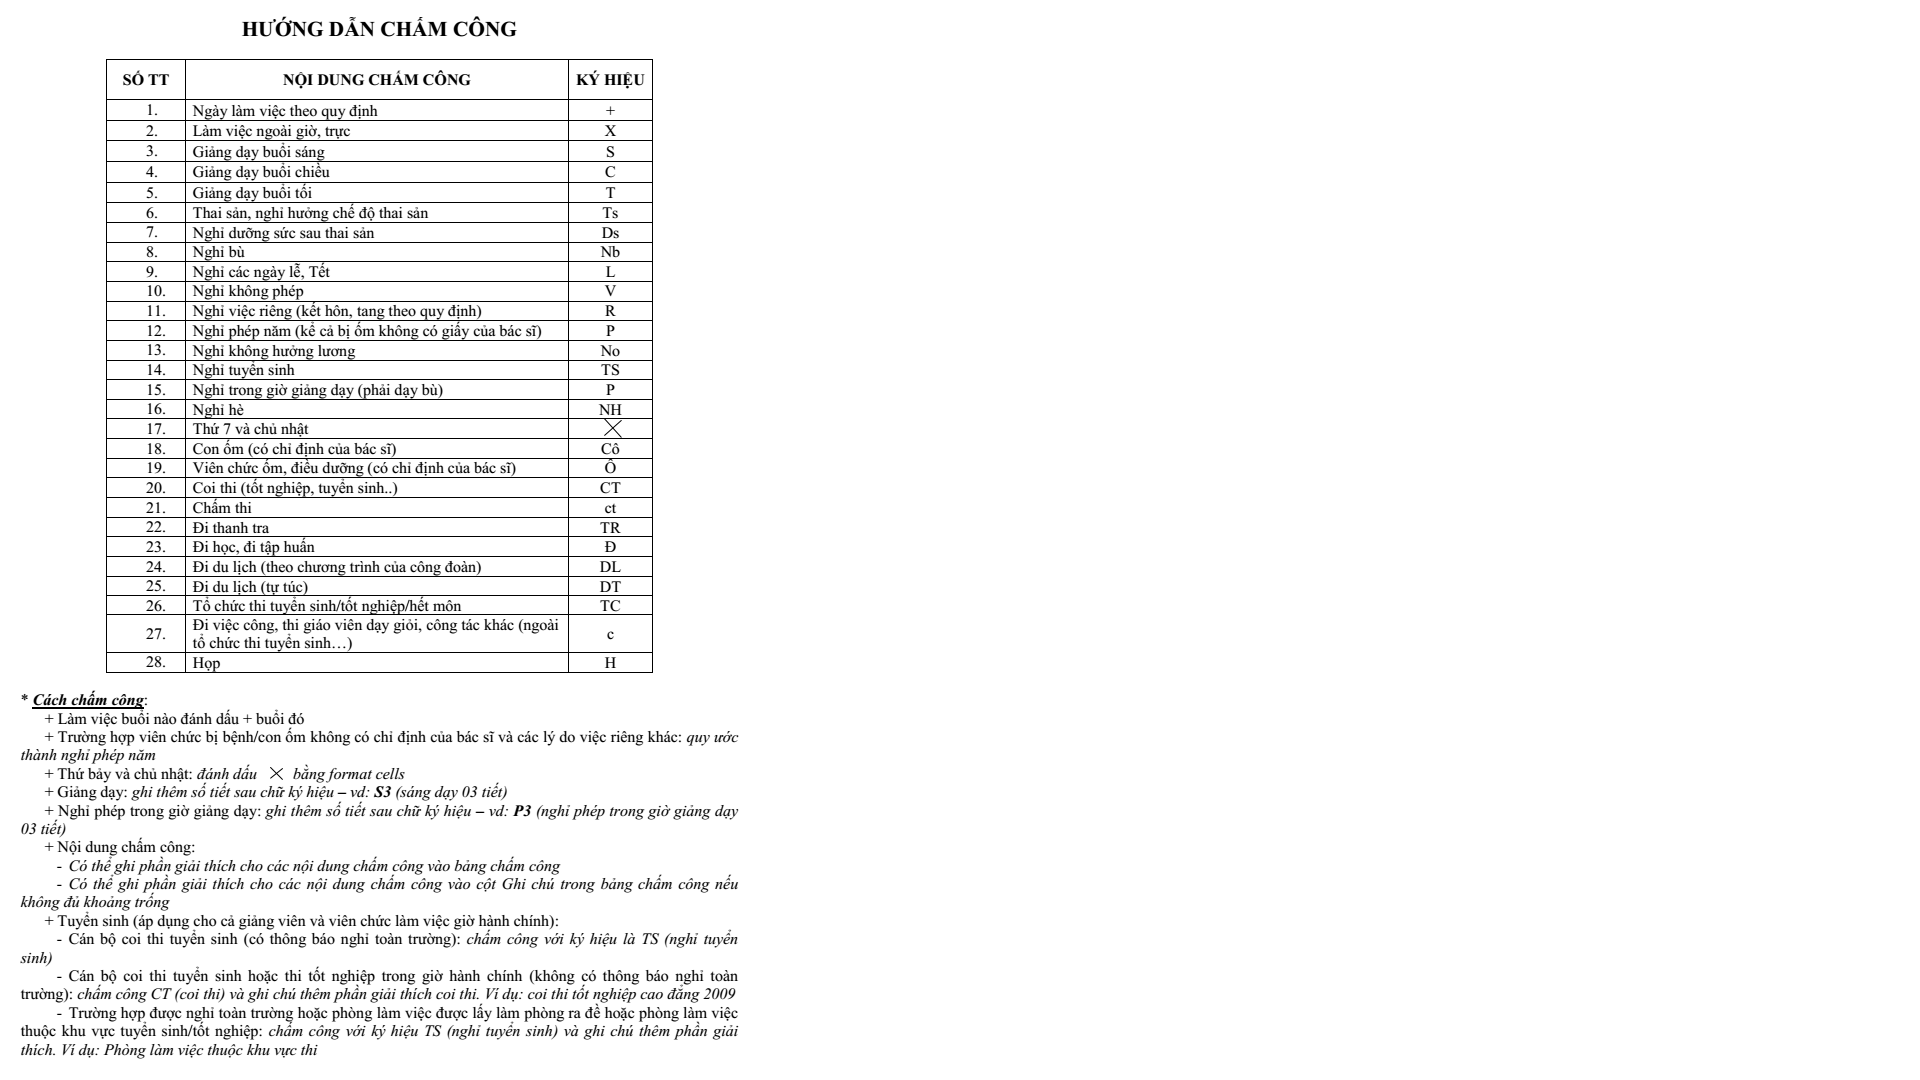 HƯỚNG DẪN CHẤM CÔNG
SỐ TT NỘI DUNG CHẤM CÔNG KÝ HIỆU
1. Ngày làm việc theo quy định +
2. Làm việc ngoài giờ, trực X
3. Giảng dạy buổi sáng S
4. Giảng dạy buổi chiều C
5. Giảng dạy buổi tối T
6. Thai sản, nghỉ hưởng chế độ thai sản Ts
7. Nghỉ dưỡng sức sau thai sản Ds
8. Nghỉ bù Nb
9. Nghỉ các ngày lễ, Tết L
10. Nghỉ không phép V
11. Nghỉ việc riêng (kết hôn, tang theo quy định) R
12. Nghỉ phép năm (kể cả bị ốm không có giấy của bác sĩ) P
13. Nghỉ không hưởng lương No
14. Nghỉ tuyển sinh TS
15. Nghỉ trong giờ giảng dạy (phải dạy bù) P
16. Nghỉ hè NH
17. Thứ 7 và chủ nhật
18. Con ốm (có chỉ định của bác sĩ) Cô
19. Viên chức ốm, điều dưỡng (có chỉ định của bác sĩ) Ô
20. Coi thi (tốt nghiệp, tuyển sinh..) CT
21. Chấm thi ct
22. Đi thanh tra TR
23. Đi học, đi tập huấn Đ
24. Đi du lịch (theo chương trình của công đoàn) DL
25. Đi du lịch (tự túc) DT
26. Tổ chức thi tuyển sinh/tốt nghiệp/hết môn TC
27. Đi việc công, thi giáo viên dạy giỏi, công tác khác (ngoài
tổ chức thi tuyển sinh…) c
28. Họp H
* Cách chấm công:
+ Làm việc buổi nào đánh dấu + buổi đó
+ Trường hợp viên chức bị bệnh/con ốm không có chỉ định của bác sĩ và các lý do việc riêng khác: quy ước
thành nghỉ phép năm
+ Thứ bảy và chủ nhật: đánh dấu bằng format cells
+ Giảng dạy: ghi thêm số tiết sau chữ ký hiệu – vd: S3 (sáng dạy 03 tiết)
+ Nghỉ phép trong giờ giảng dạy: ghi thêm số tiết sau chữ ký hiệu – vd: P3 (nghỉ phép trong giờ giảng dạy
03 tiết)
+ Nội dung chấm công:
- Có thể ghi phần giải thích cho các nội dung chấm công vào bảng chấm công
- Có thể ghi phần giải thích cho các nội dung chấm công vào cột Ghi chú trong bảng chấm công nếu
không đủ khoảng trống
+ Tuyển sinh (áp dụng cho cả giảng viên và viên chức làm việc giờ hành chính):
- Cán bộ coi thi tuyển sinh (có thông báo nghỉ toàn trường): chấm công với ký hiệu là TS (nghỉ tuyển
sinh)
- Cán bộ coi thi tuyển sinh hoặc thi tốt nghiệp trong giờ hành chính (không có thông báo nghỉ toàn
trường): chấm công CT (coi thi) và ghi chú thêm phần giải thích coi thi. Ví dụ: coi thi tốt nghiệp cao đẳng 2009
- Trường hợp được nghỉ toàn trường hoặc phòng làm việc được lấy làm phòng ra đề hoặc phòng làm việc
thuộc khu vực tuyển sinh/tốt nghiệp: chấm công với ký hiệu TS (nghỉ tuyển sinh) và ghi chú thêm phần giải
thích. Ví dụ: Phòng làm việc thuộc khu vực thi